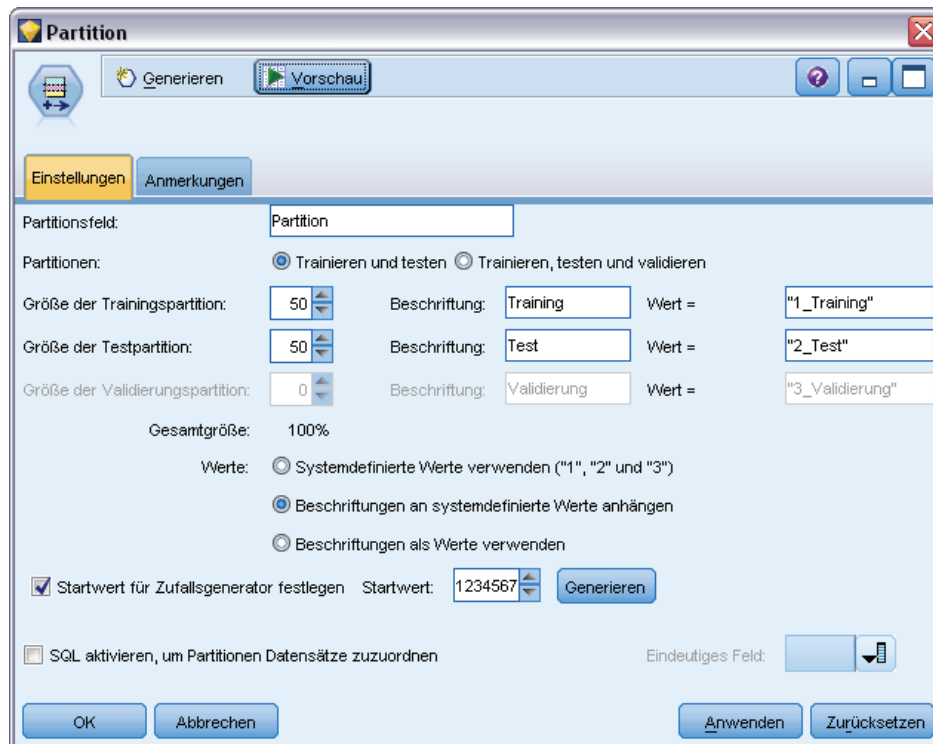 Partition
Generieren Vorschau
Einstellungen Anmerkungen
Partitionsfeld: Partition
Partitionen: Trainieren und testen Trainieren, testen und validieren
Größe der Trainingspartition: 50 Beschriftung: Training Wert = "1_Training"
Größe der Testpartition: 50 Beschriftung: Test Wert = "2_Test"
Größe der Validierungspartition: 0 Beschriftung: Validierung Wert = "3_Validierung"
Gesamtgröße: 100%
Werte: Systemdefinierte Werte verwenden ("1", "2" und "3")
Beschriftungen an systemdefinierte Werte anhängen
Beschriftungen als Werte verwenden
Startwert für Zufallsgenerator festlegen Startwert: 1234567 Generieren
SQL aktivieren, um Partitionen Datensätze zuzuordnen Eindeutiges Feld:
OK Abbrechen Anwenden Zurücksetzen